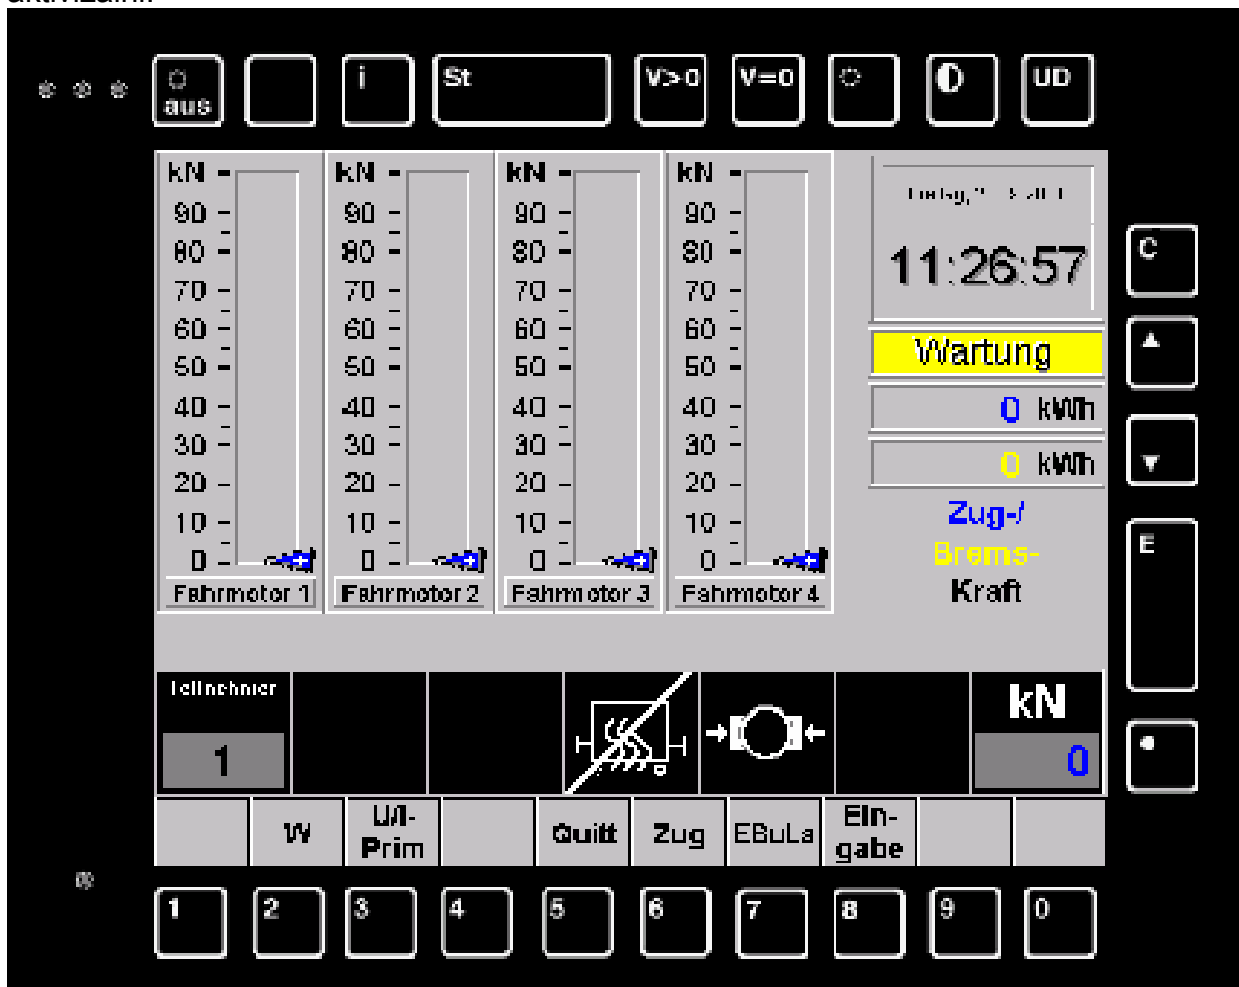 aus
i
St
V>0
V=0
UD
kN kN kN kN
90 90 90 90
80 80 80 80
70 70 70 70
60 60 60 60
50 50 50 50
40 40 40 40
30 30 30 30
20 20 20 20
10 10 10 10
0 0 0 0
Fahrmotor 1 Fahrmotor 2 Fahrmotor 3 Fahrmotor 4
11:26:57
Wartung
0 kWh
0 kWh
Zug-/
Brems-
Kraft
C
E
Teilnehmer
1
kN
0
W
U/I-
Prim
Quitt
Zug
EBuLa
Ein-
gabe
1 2 3 4 5 6 7 8 9 0